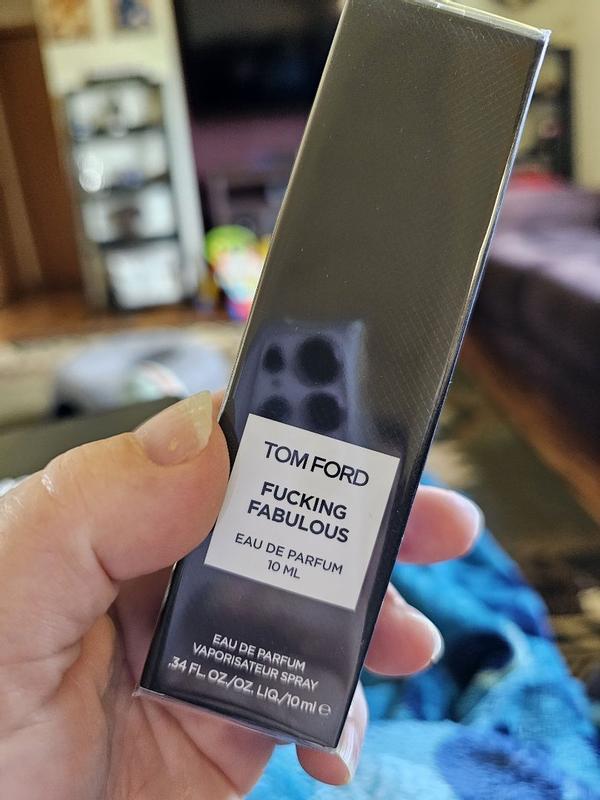 TOM FORD
FUCKING
FABULOUS
EAU DE PARFUM
10 ML
EAU DE PARFUM
VAPORISATEUR SPRAY
.34 FL. OZ./OZ. LIQ./10 ml ℮